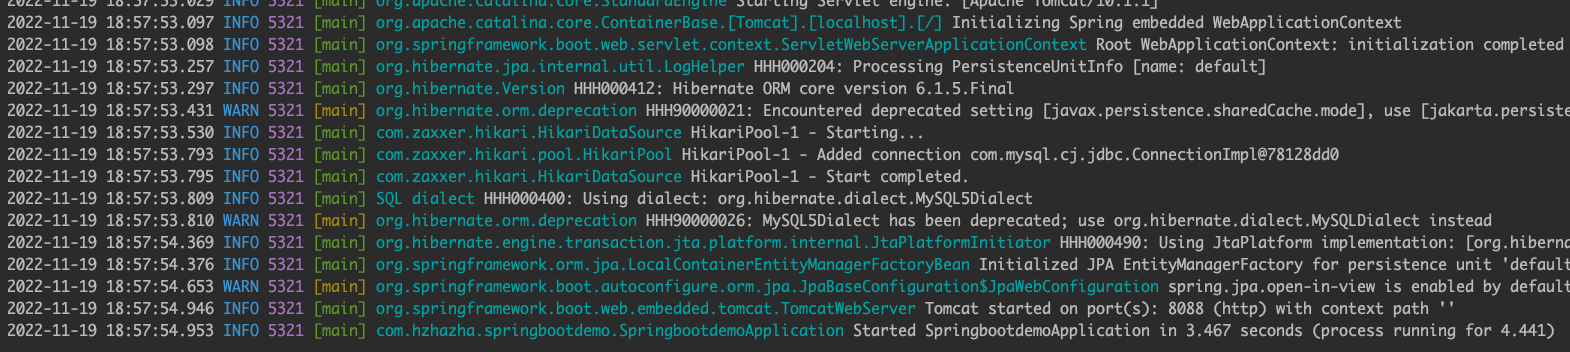 2022-11-19 18:57:53.029 INFO 5321 [main] org.apache.catalina.core.StandardEngine Starting Servlet engine: [Apache Tomcat/10.1.1]
2022-11-19 18:57:53.097 INFO 5321 [main] org.apache.catalina.core.ContainerBase.[Tomcat].[localhost].[/] Initializing Spring embedded WebApplicationContext
2022-11-19 18:57:53.098 INFO 5321 [main] org.springframework.boot.web.servlet.context.ServletWebServerApplicationContext Root WebApplicationContext: initialization completed
2022-11-19 18:57:53.257 INFO 5321 [main] org.hibernate.jpa.internal.util.LogHelper HHH000204: Processing PersistenceUnitInfo [name: default]
2022-11-19 18:57:53.297 INFO 5321 [main] org.hibernate.Version HHH000412: Hibernate ORM core version 6.1.5.Final
2022-11-19 18:57:53.431 WARN 5321 [main] org.hibernate.orm.deprecation HHH90000021: Encountered deprecated setting [javax.persistence.sharedCache.mode], use [jakarta.persiste
2022-11-19 18:57:53.530 INFO 5321 [main] com.zaxxer.hikari.HikariDataSource HikariPool-1 - Starting...
2022-11-19 18:57:53.793 INFO 5321 [main] com.zaxxer.hikari.pool.HikariPool HikariPool-1 - Added connection com.mysql.cj.jdbc.ConnectionImpl@78128dd0
2022-11-19 18:57:53.795 INFO 5321 [main] com.zaxxer.hikari.HikariDataSource HikariPool-1 - Start completed.
2022-11-19 18:57:53.809 INFO 5321 [main] SQL dialect HHH000400: Using dialect: org.hibernate.dialect.MySQL5Dialect
2022-11-19 18:57:53.810 WARN 5321 [main] org.hibernate.orm.deprecation HHH90000026: MySQL5Dialect has been deprecated; use org.hibernate.dialect.MySQLDialect instead
2022-11-19 18:57:54.369 INFO 5321 [main] org.hibernate.engine.transaction.jta.platform.internal.JtaPlatformInitiator HHH000490: Using JtaPlatform implementation: [org.hiberna
2022-11-19 18:57:54.376 INFO 5321 [main] org.springframework.orm.jpa.LocalContainerEntityManagerFactoryBean Initialized JPA EntityManagerFactory for persistence unit 'default
2022-11-19 18:57:54.653 WARN 5321 [main] org.springframework.boot.autoconfigure.orm.jpa.JpaBaseConfiguration$JpaWebConfiguration spring.jpa.open-in-view is enabled by default
2022-11-19 18:57:54.946 INFO 5321 [main] org.springframework.boot.web.embedded.tomcat.TomcatWebServer Tomcat started on port(s): 8088 (http) with context path ''
2022-11-19 18:57:54.953 INFO 5321 [main] com.hzhazha.springbootdemo.SpringbootdemoApplication Started SpringbootdemoApplication in 3.467 seconds (process running for 4.441)